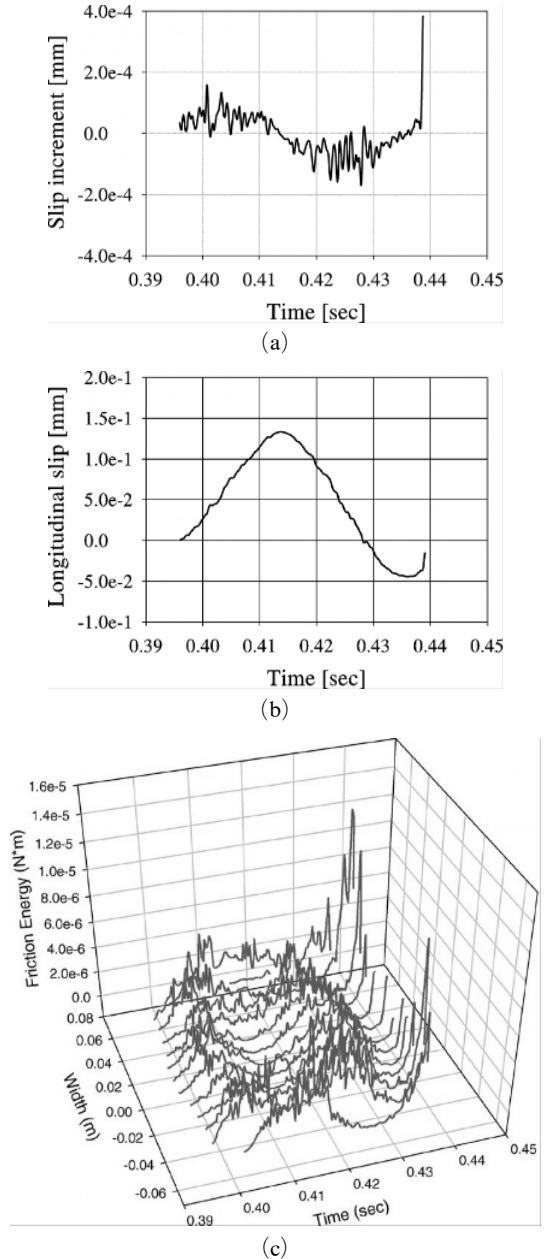 4.0e-4
2.0e-4
0.0
-2.0e-4
-4.0e-4
Slip increment [mm]
0.39 0.40 0.41 0.42 0.43 0.44 0.45
Time [sec]
(a)
2.0e-1
1.5e-1
1.0e-1
5.0e-2
0.0
-5.0e-2
-1.0e-1
Longitudinal slip [mm]
0.39 0.40 0.41 0.42 0.43 0.44 0.45
Time [sec]
(b)
1.6e-5
1.4e-5
1.2e-5
1.0e-5
8.0e-6
6.0e-6
4.0e-6
2.0e-6
0.0
Friction Energy (N*m)
0.08
0.06
0.04
0.02
0.00
-0.02
-0.04
-0.06
Width (m)
0.39 0.40 0.41 0.42 0.43 0.44 0.45
Time (sec)
(c)